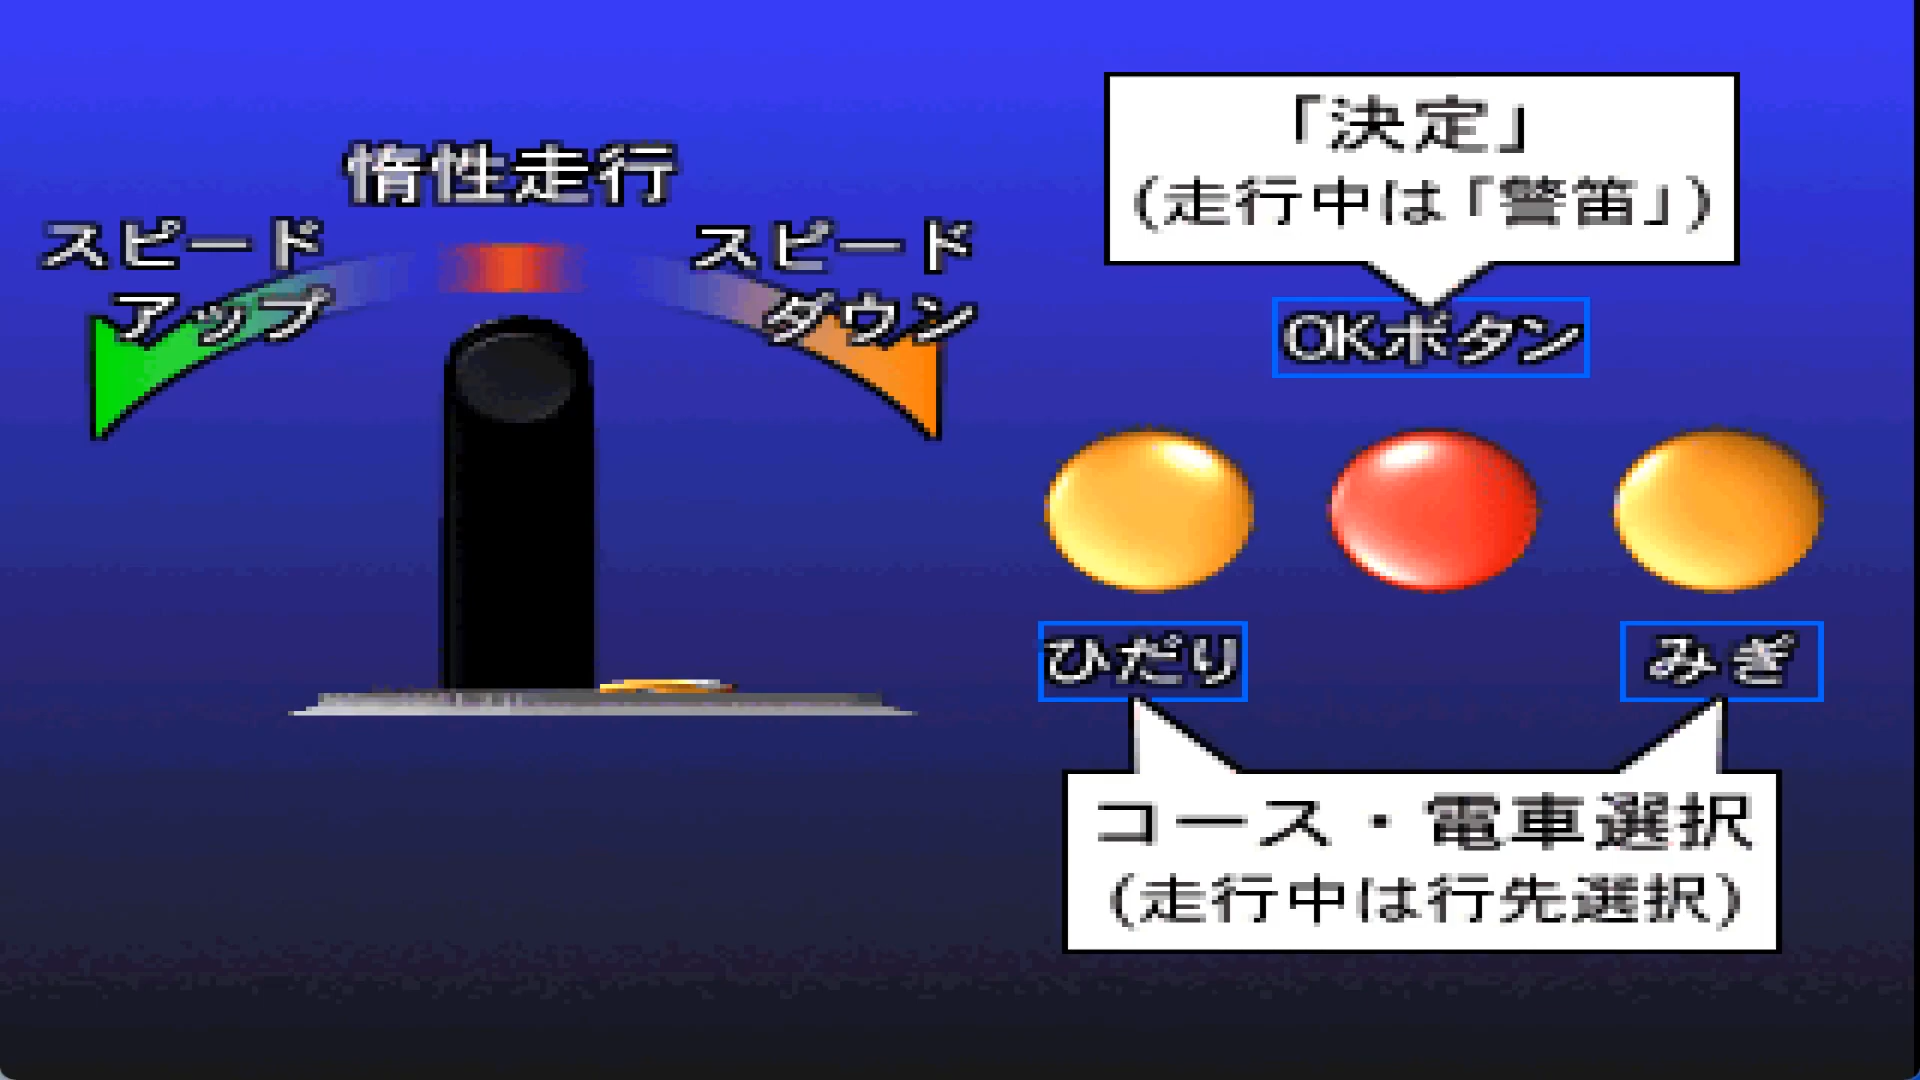 惰性走行
スピード
アップ
スピード
ダウン
「決定」
(走行中は「警笛」)
OKボタン
ひだり
みぎ
コース・電車選択
(走行中は行先選択)